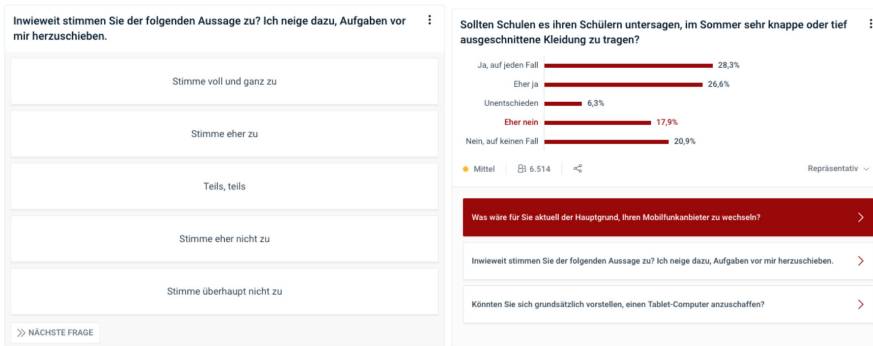 Inwieweit stimmen Sie der folgenden Aussage zu? Ich neige dazu, Aufgaben vor
mir herzuschieben.
Stimme voll und ganz zu
Stimme eher zu
Teils, teils
Stimme eher nicht zu
Stimme überhaupt nicht zu
NÄCHSTE FRAGE
Sollten Schulen es ihren Schülern untersagen, im Sommer sehr knappe oder tief
ausgeschnittene Kleidung zu tragen?
Ja, auf jeden Fall 28,3%
Eher ja 26,6%
Unentschieden 6,3%
Eher nein 17,9%
Nein, auf keinen Fall 20,9%
Mittel 6.514 Repräsentativ
Was wäre für Sie aktuell der Hauptgrund, Ihren Mobilfunkanbieter zu wechseln?
Inwieweit stimmen Sie der folgenden Aussage zu? Ich neige dazu, Aufgaben vor mir herzuschieben.
Könnten Sie sich grundsätzlich vorstellen, einen Tablet-Computer anzuschaffen?